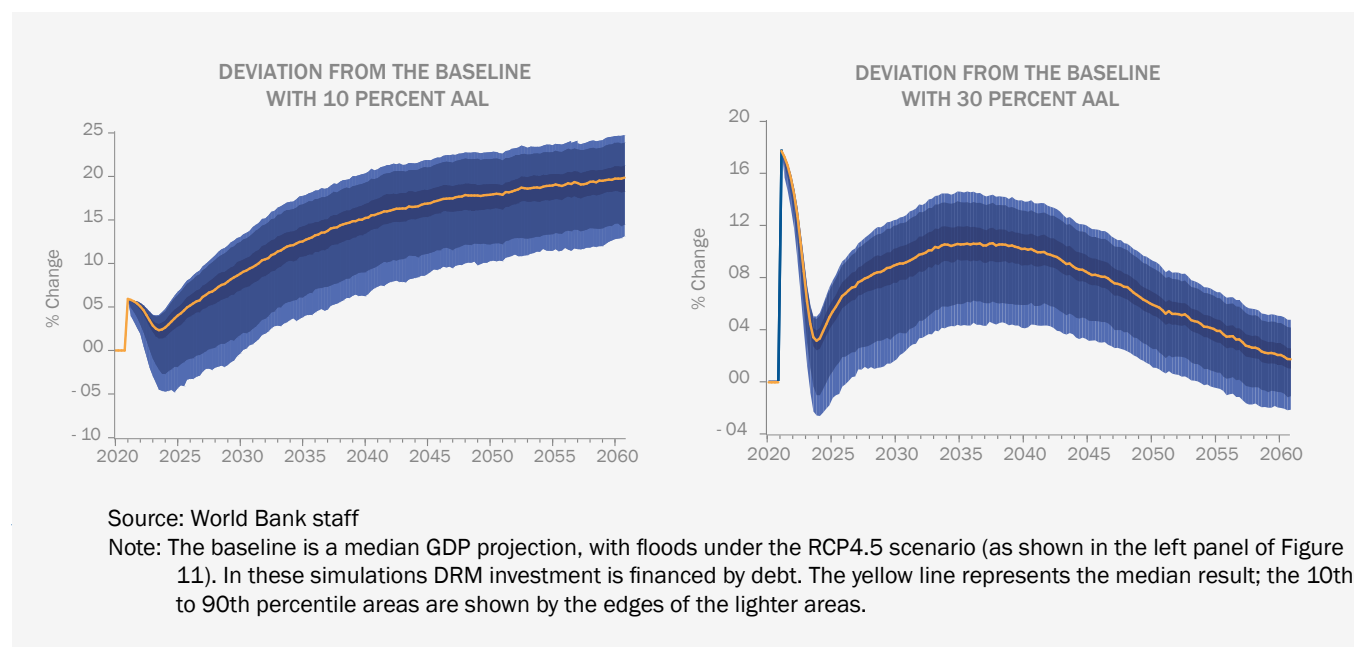 DEVIATION FROM THE BASELINE
WITH 10 PERCENT AAL
25
20
15
10
05
00
- 05
- 10
% Change
2020 2025 2030 2035 2040 2045 2050 2055 2060
DEVIATION FROM THE BASELINE
WITH 30 PERCENT AAL
20
16
12
08
04
00
- 04
% Change
2020 2025 2030 2035 2040 2045 2050 2055 2060
Source: World Bank staff
Note: The baseline is a median GDP projection, with floods under the RCP4.5 scenario (as shown in the left panel of Figure
11). In these simulations DRM investment is financed by debt. The yellow line represents the median result; the 10th
to 90th percentile areas are shown by the edges of the lighter areas.